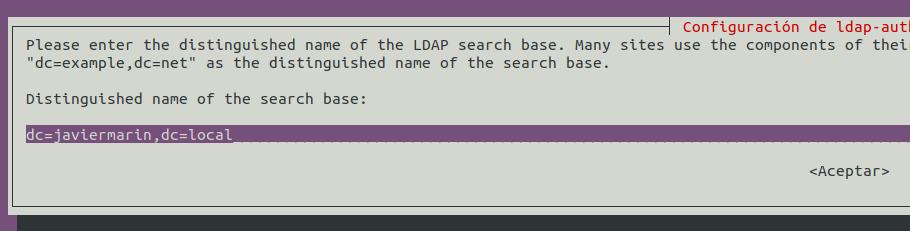 Configuración de ldap-auth
Please enter the distinguished name of the LDAP search base. Many sites use the components of their
"dc=example,dc=net" as the distinguished name of the search base.
Distinguished name of the search base:
dc=javiermarin,dc=local
<Aceptar>